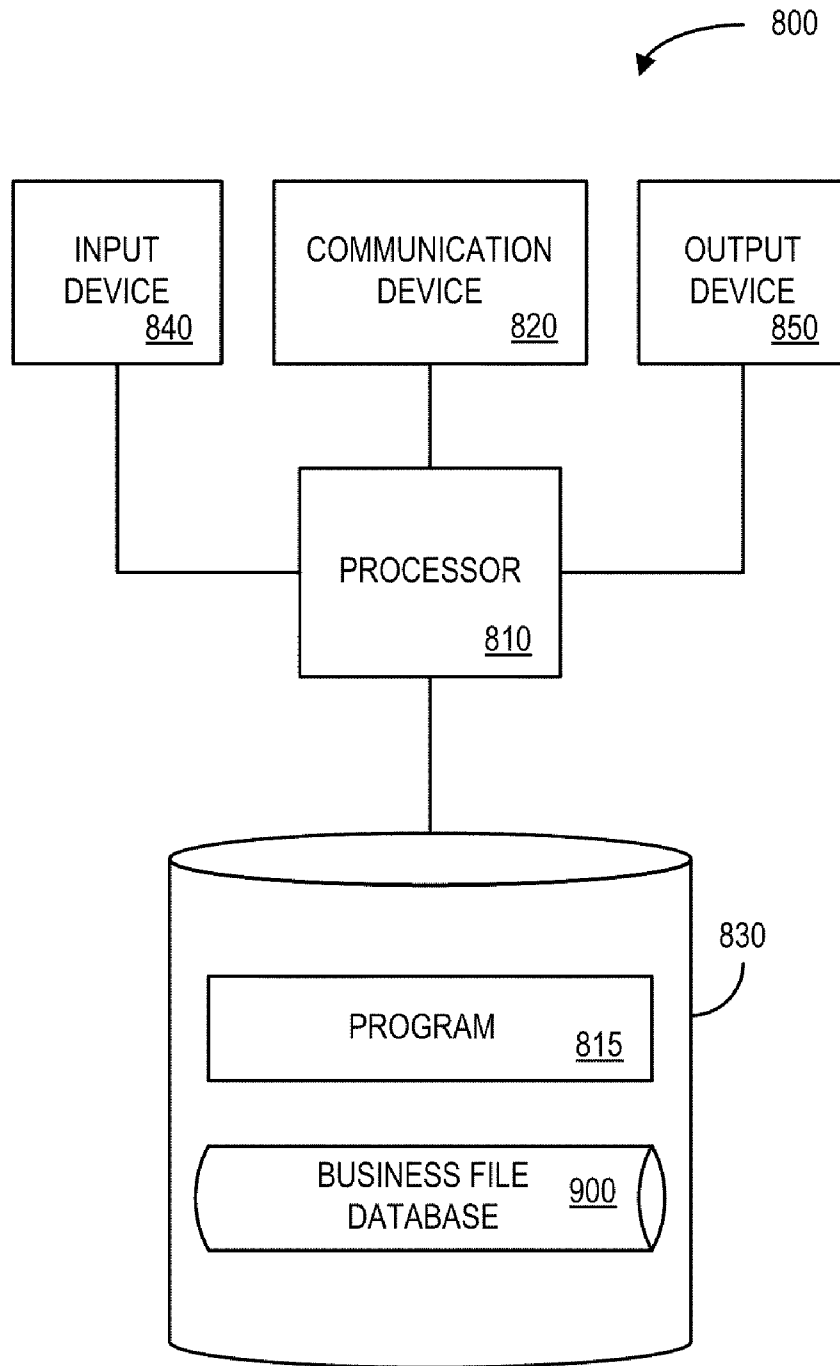 800
INPUT
DEVICE
840
COMMUNICATION
DEVICE
820
OUTPUT
DEVICE
850
PROCESSOR
810
830
PROGRAM
815
BUSINESS FILE
DATABASE
900